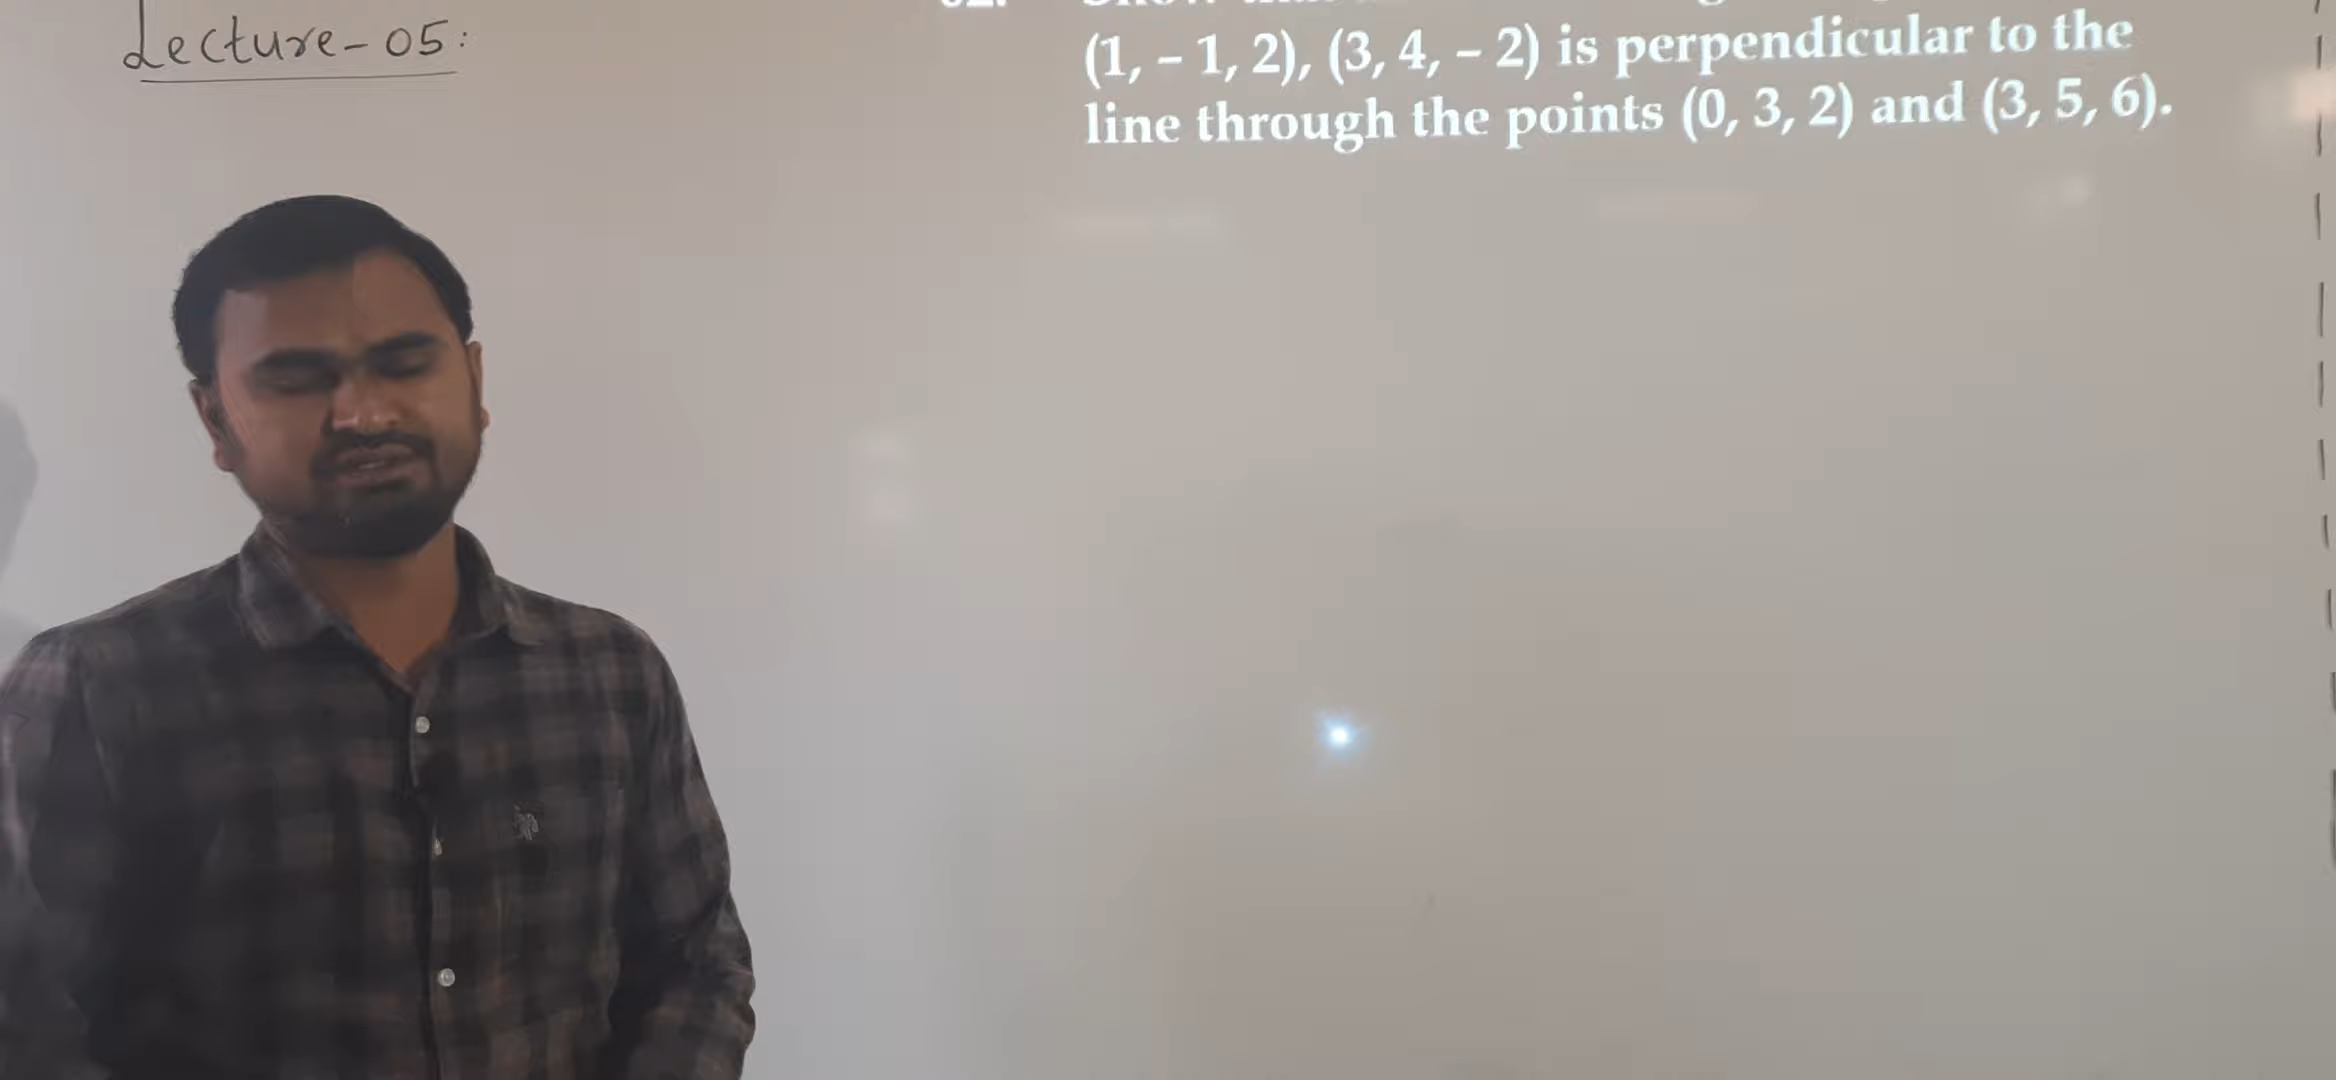 Lecture-05:
(1, – 1, 2), (3, 4, – 2) is perpendicular to the
line through the points (0, 3, 2) and (3, 5, 6).